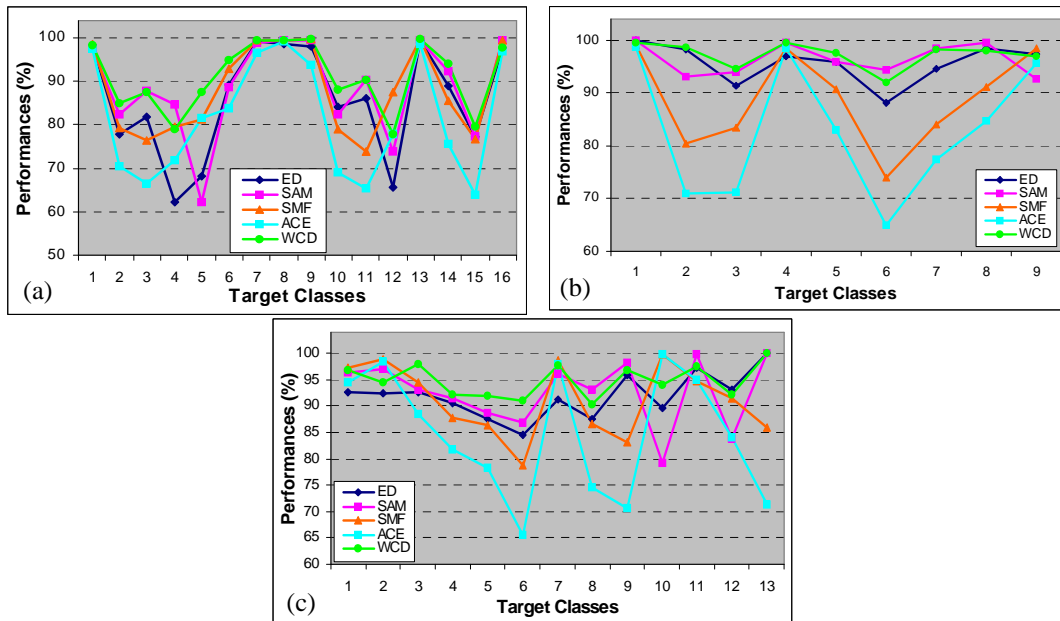 Performances (%)
100
90
80
70
60
50
ED
SAM
SMF
ACE
WCD
1 2 3 4 5 6 7 8 9 10 11 12 13 14 15 16
Target Classes
(a)
Performances (%)
100
90
80
70
60
ED
SAM
SMF
ACE
WCD
1 2 3 4 5 6 7 8 9
Target Classes
(b)
Performances (%)
100
95
90
85
80
75
70
65
60
ED
SAM
SMF
ACE
WCD
1 2 3 4 5 6 7 8 9 10 11 12 13
Target Classes
(c)